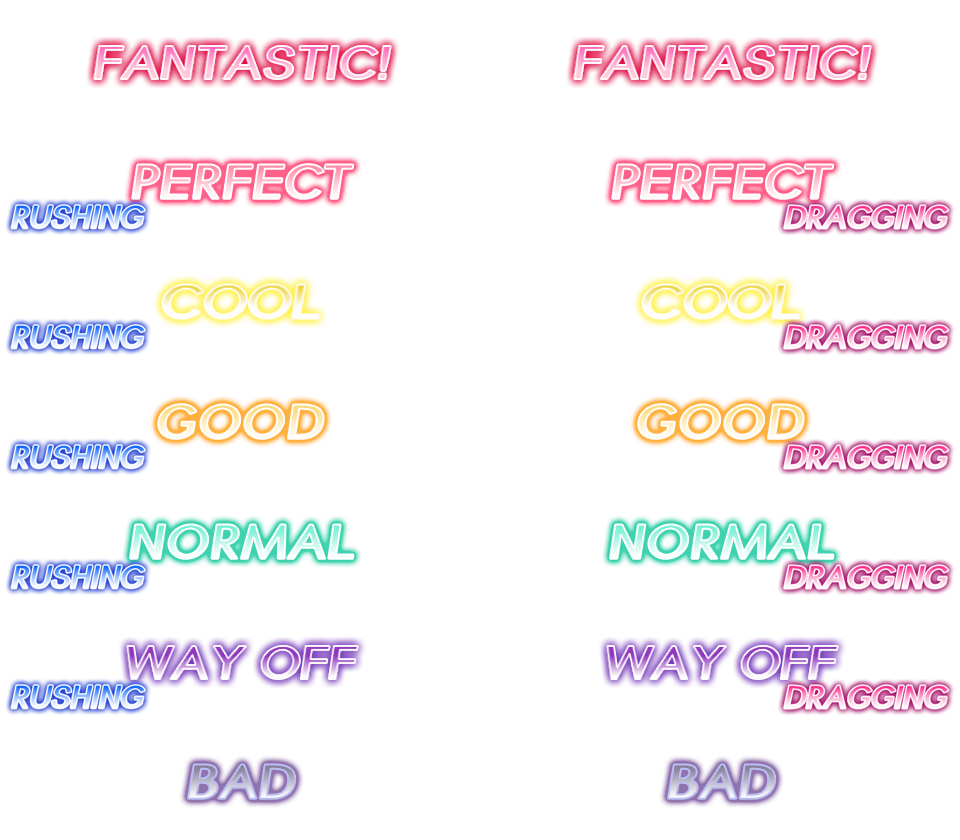 FANTASTIC! FANTASTIC!
PERFECT PERFECT
RUSHING DRAGGING
COOL COOL
RUSHING DRAGGING
GOOD GOOD
RUSHING DRAGGING
NORMAL NORMAL
RUSHING DRAGGING
WAY OFF WAY OFF
RUSHING DRAGGING
BAD BAD